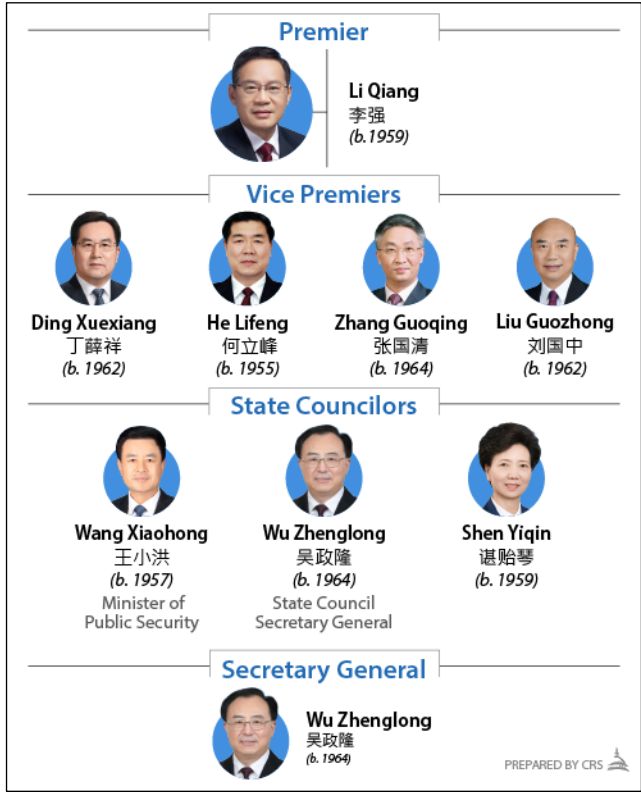 Premier
Li Qiang
李强
(b.1959)
Vice Premiers
Ding Xuexiang
丁薛祥
(b. 1962)
He Lifeng
何立峰
(b. 1955)
Zhang Guoqing
张国清
(b. 1964)
Liu Guozhong
刘国中
(b. 1962)
State Councilors
Wang Xiaohong
王小洪
(b. 1957)
Minister of
Public Security
Wu Zhenglong
吴政隆
(b. 1964)
State Council
Secretary General
Shen Yiqin
谌贻琴
(b. 1959)
Secretary General
Wu Zhenglong
吴政隆
(b. 1964)
PREPARED BY CRS